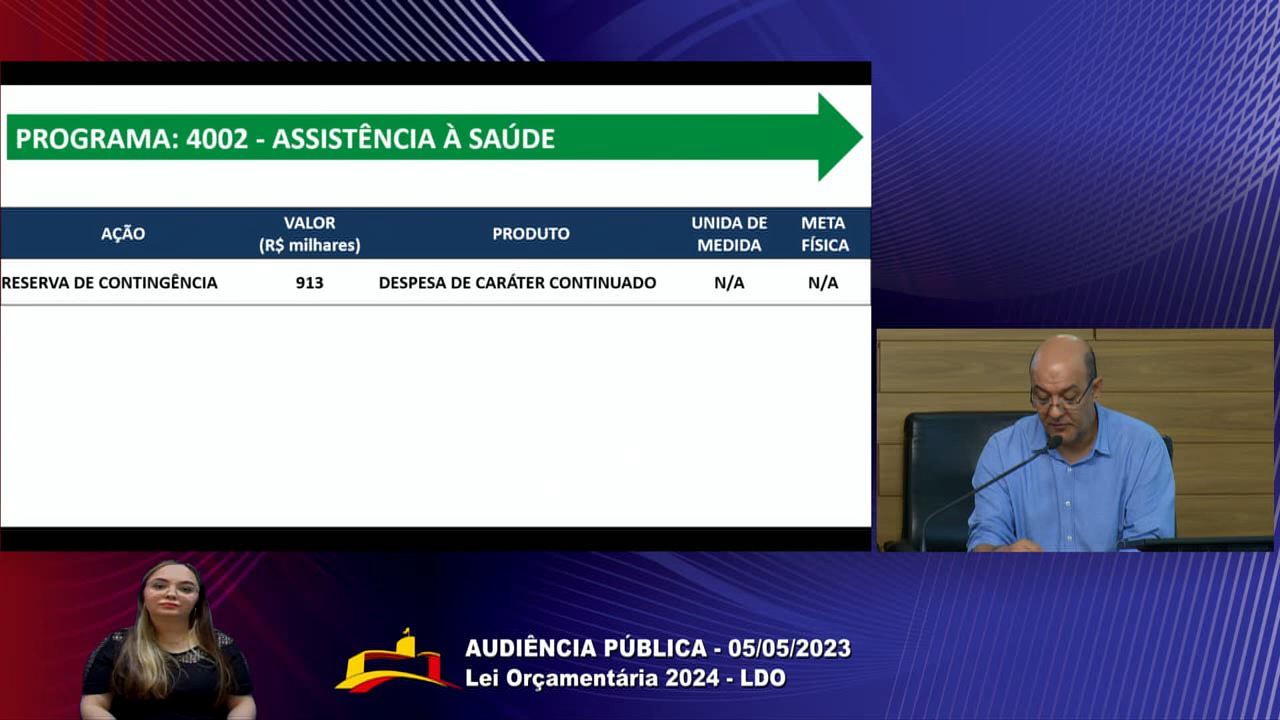 PROGRAMA: 4002 - ASSISTÊNCIA À SAÚDE
AÇÃO
VALOR
(R$ milhares)
PRODUTO
UNIDA DE
MEDIDA
META
FÍSICA
RESERVA DE CONTINGÊNCIA
913
DESPESA DE CARÁTER CONTINUADO
N/A
N/A
AUDIÊNCIA PÚBLICA - 05/05/2023
Lei Orçamentária 2024 - LDO